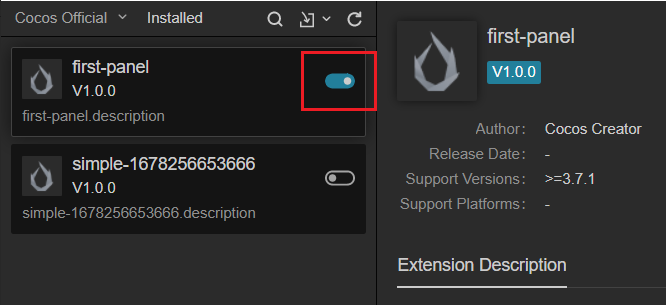 Cocos Official Installed
first-panel
V1.0.0
first-panel.description
simple-1678256653666
V1.0.0
simple-1678256653666.description
first-panel
V1.0.0
Author: Cocos Creator
Release Date: -
Support Versions: >=3.7.1
Support Platforms: -
Extension Description